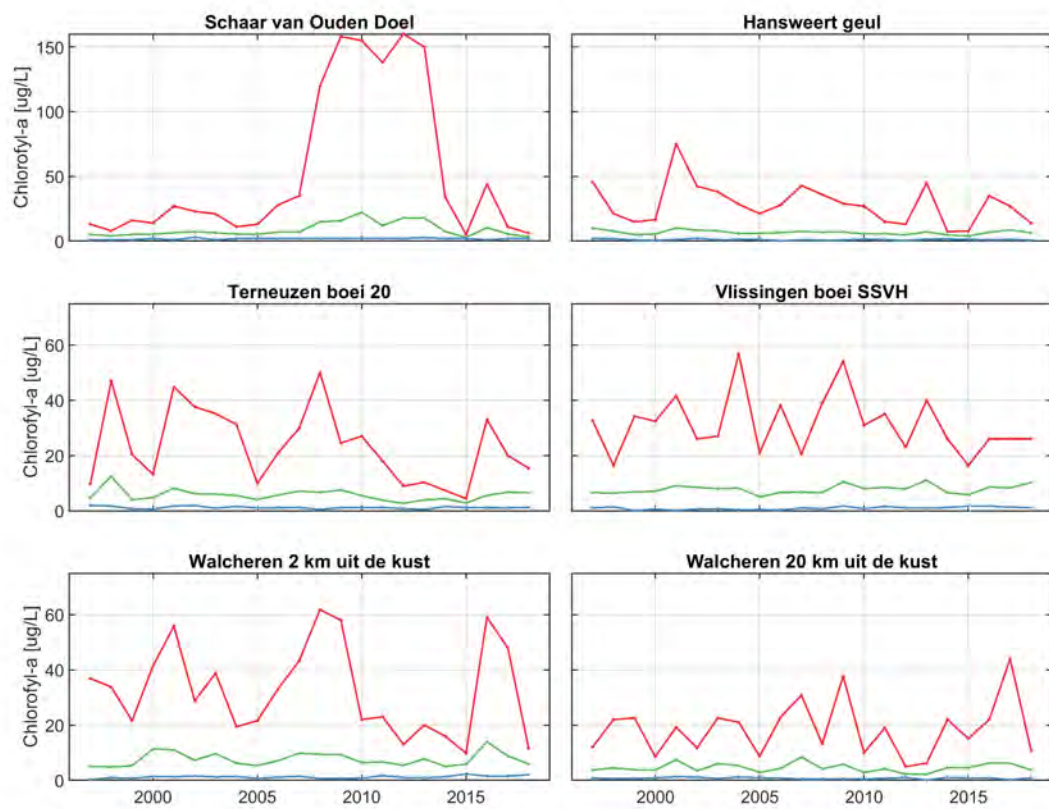 Schaar van Ouden Doel
Hansweert geul
Chlorofyl-a [ug/L]
150
100
50
0
Terneuzen boei 20
Vlissingen boei SSVH
Chlorofyl-a [ug/L]
60
40
20
0
Walcheren 2 km uit de kust
Walcheren 20 km uit de kust
Chlorofyl-a [ug/L]
60
40
20
0
2000 2005 2010 2015
2000 2005 2010 2015